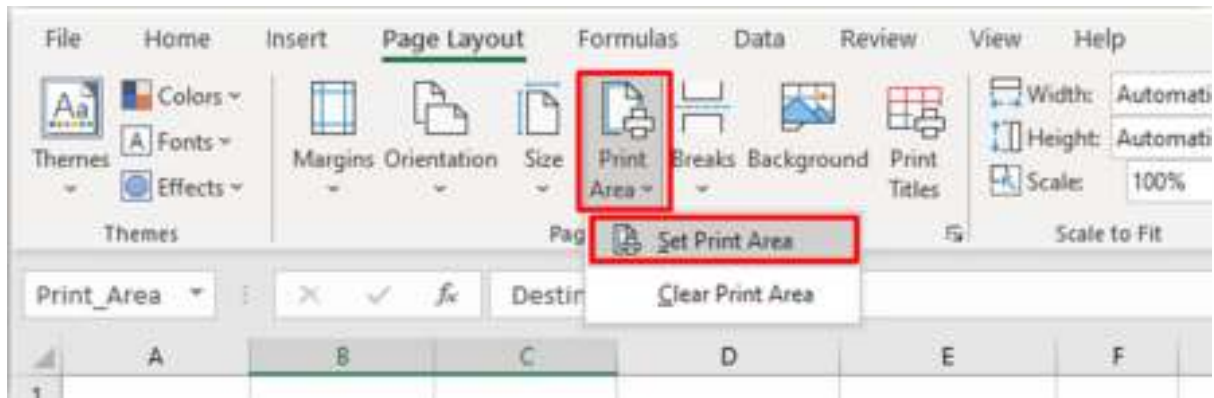 File Home Insert Page Layout Formulas Data Review View Help
Aa Colors Width: Automati
A Fonts Height: Automati
Themes Effects Margins Orientation Size Print Area Breaks Background Print Titles Scale: 100%
Themes Pag Scale to Fit
Set Print Area
Clear Print Area
Print_Area fx Destin
A B C D E F
1